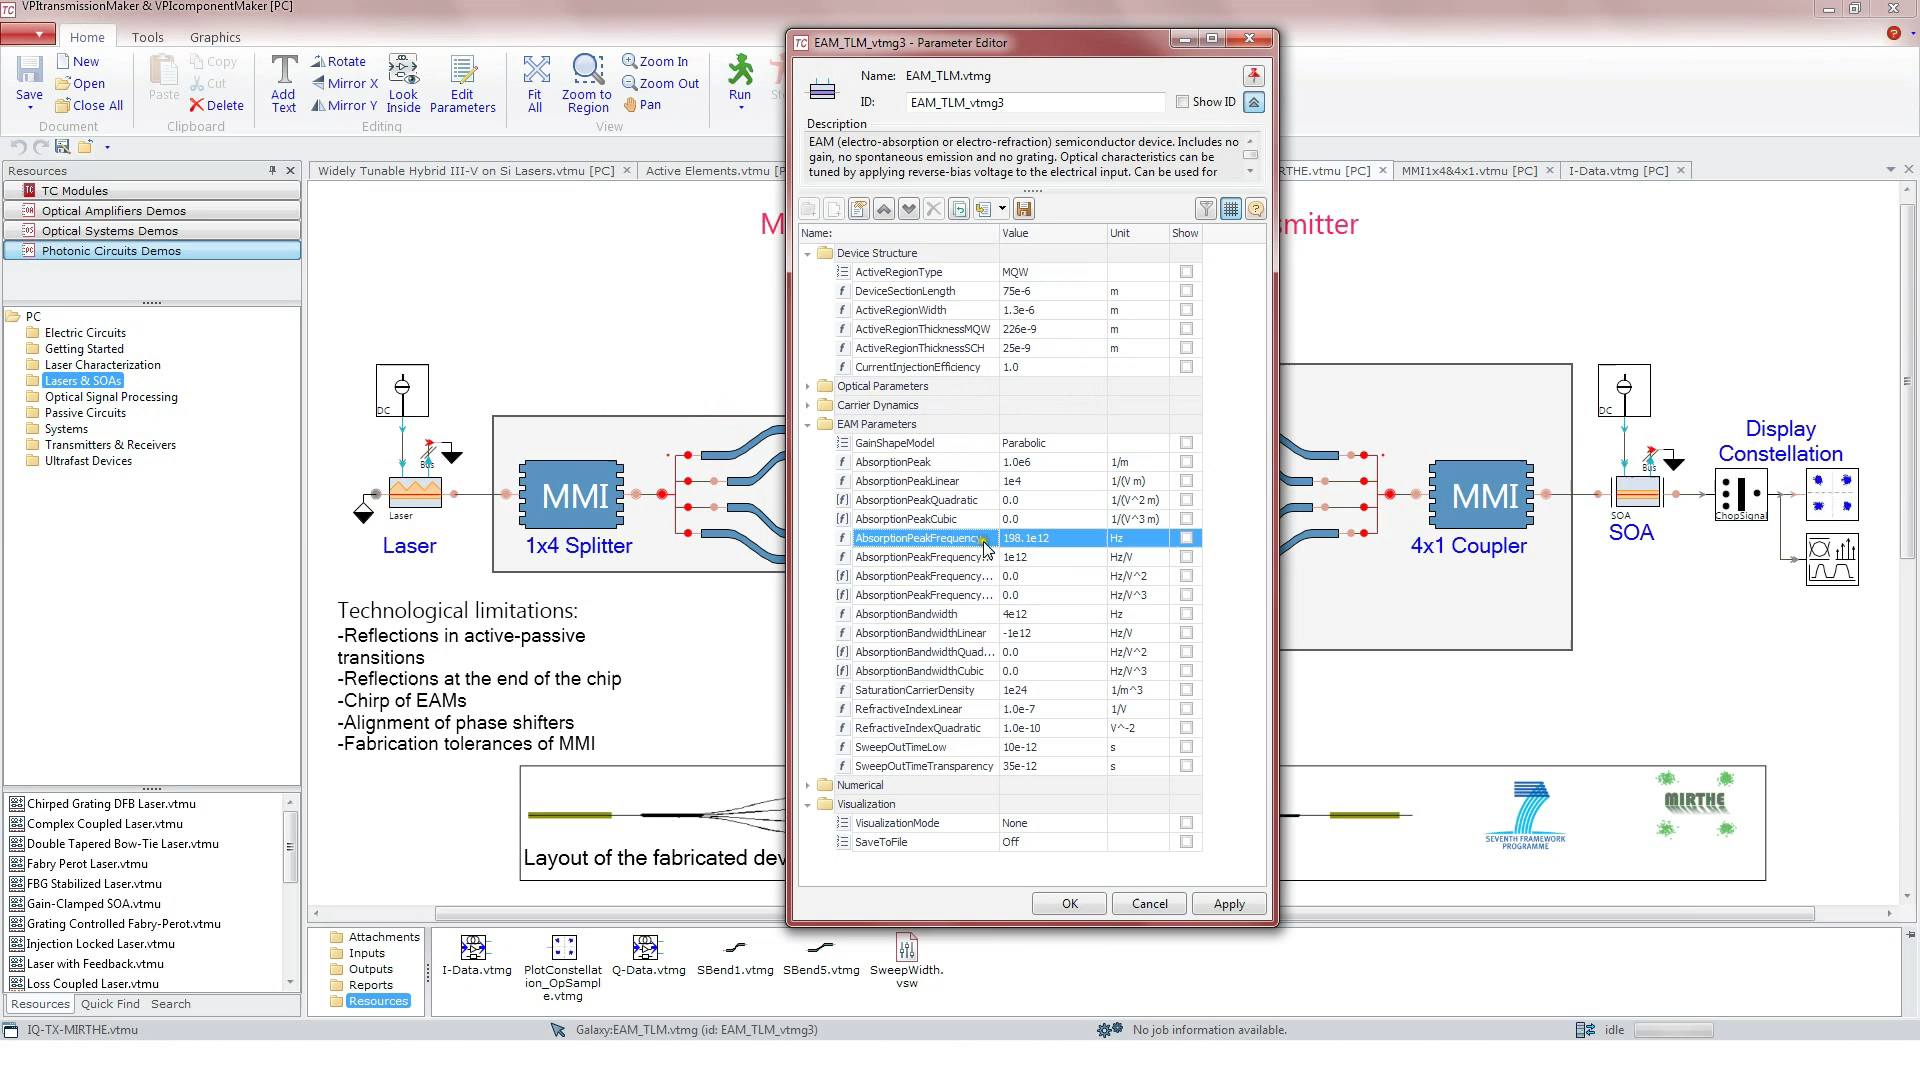 VPItransmissionMaker & VPIcomponentMaker [PC]
Home
Tools
Graphics
Save
New
Open
Close All
Document
Paste
Copy
Cut
Delete
Clipboard
Add Text
Rotate
Mirror X
Mirror Y
Look Inside
Edit Parameters
Editing
Fit All
Zoom to Region
Zoom In
Zoom Out
Pan
View
Run
Resources
TC Modules
Optical Amplifiers Demos
Optical Systems Demos
Photonic Circuits Demos
PC
Electric Circuits
Getting Started
Laser Characterization
Lasers & SOAs
Optical Signal Processing
Passive Circuits
Systems
Transmitters & Receivers
Ultrafast Devices
Chirped Grating DFB Laser.vtmu
Complex Coupled Laser.vtmu
Double Tapered Bow-Tie Laser.vtmu
Fabry Perot Laser.vtmu
FBG Stabilized Laser.vtmu
Gain-Clamped SOA.vtmu
Grating Controlled Fabry-Perot.vtmu
Injection Locked Laser.vtmu
Laser with Feedback.vtmu
Loss Coupled Laser.vtmu
Resources
Quick Find
Search
Widely Tunable Hybrid III-V on Si Lasers.vtmu [PC]
Active Elements.vtmu [P
RTHE.vtmu [PC]
MMI1x4&4x1.vtmu [PC]
I-Data.vtmg [PC]
M
smitter
DC
Bus
Laser
Laser
MMI
1x4 Splitter
Technological limitations:
-Reflections in active-passive
transitions
-Reflections at the end of the chip
-Chirp of EAMs
-Alignment of phase shifters
-Fabrication tolerances of MMI
Layout of the fabricated dev
MMI
4x1 Coupler
DC
Bus
SOA
SOA
ChopSignal
Display
Constellation
7
SEVENTH FRAMEWORK
PROGRAMME
MIRTHE
TC EAM_TLM_vtmg3 - Parameter Editor
Name: EAM_TLM.vtmg
ID: EAM_TLM_vtmg3
Show ID
Description
EAM (electro-absorption or electro-refraction) semiconductor device. Includes no
gain, no spontaneous emission and no grating. Optical characteristics can be
tuned by applying reverse-bias voltage to the electrical input. Can be used for
Name: Value Unit Show
Device Structure
ActiveRegionType MQW
DeviceSectionLength 75e-6 m
ActiveRegionWidth 1.3e-6 m
ActiveRegionThicknessMQW 226e-9 m
ActiveRegionThicknessSCH 25e-9 m
CurrentInjectionEfficiency 1.0
Optical Parameters
Carrier Dynamics
EAM Parameters
GainShapeModel Parabolic
AbsorptionPeak 1.0e6 1/m
AbsorptionPeakLinear 1e4 1/(V m)
AbsorptionPeakQuadratic 0.0 1/(V^2 m)
AbsorptionPeakCubic 0.0 1/(V^3 m)
AbsorptionPeakFrequency 198.1e12 Hz
AbsorptionPeakFrequency... 1e12 Hz/V
AbsorptionPeakFrequency... 0.0 Hz/V^2
AbsorptionPeakFrequency... 0.0 Hz/V^3
AbsorptionBandwidth 4e12 Hz
AbsorptionBandwidthLinear -1e12 Hz/V
AbsorptionBandwidthQuad... 0.0 Hz/V^2
AbsorptionBandwidthCubic 0.0 Hz/V^3
SaturationCarrierDensity 1e24 1/m^3
RefractiveIndexLinear 1.0e-7 1/V
RefractiveIndexQuadratic 1.0e-10 V^-2
SweepOutTimeLow 10e-12 s
SweepOutTimeTransparency 35e-12 s
Numerical
Visualization
VisualizationMode None
SaveToFile Off
OK
Cancel
Apply
Attachments
Inputs
Outputs
Reports
Resources
I-Data.vtmg
PlotConstellat
ion_OpSampl
e.vtmg
Q-Data.vtmg
SBend1.vtmg
SBend5.vtmg
SweepWidth.
vsw
IQ-TX-MIRTHE.vtmu
Galaxy:EAM_TLM.vtmg (id: EAM_TLM_vtmg3)
No job information available.
idle